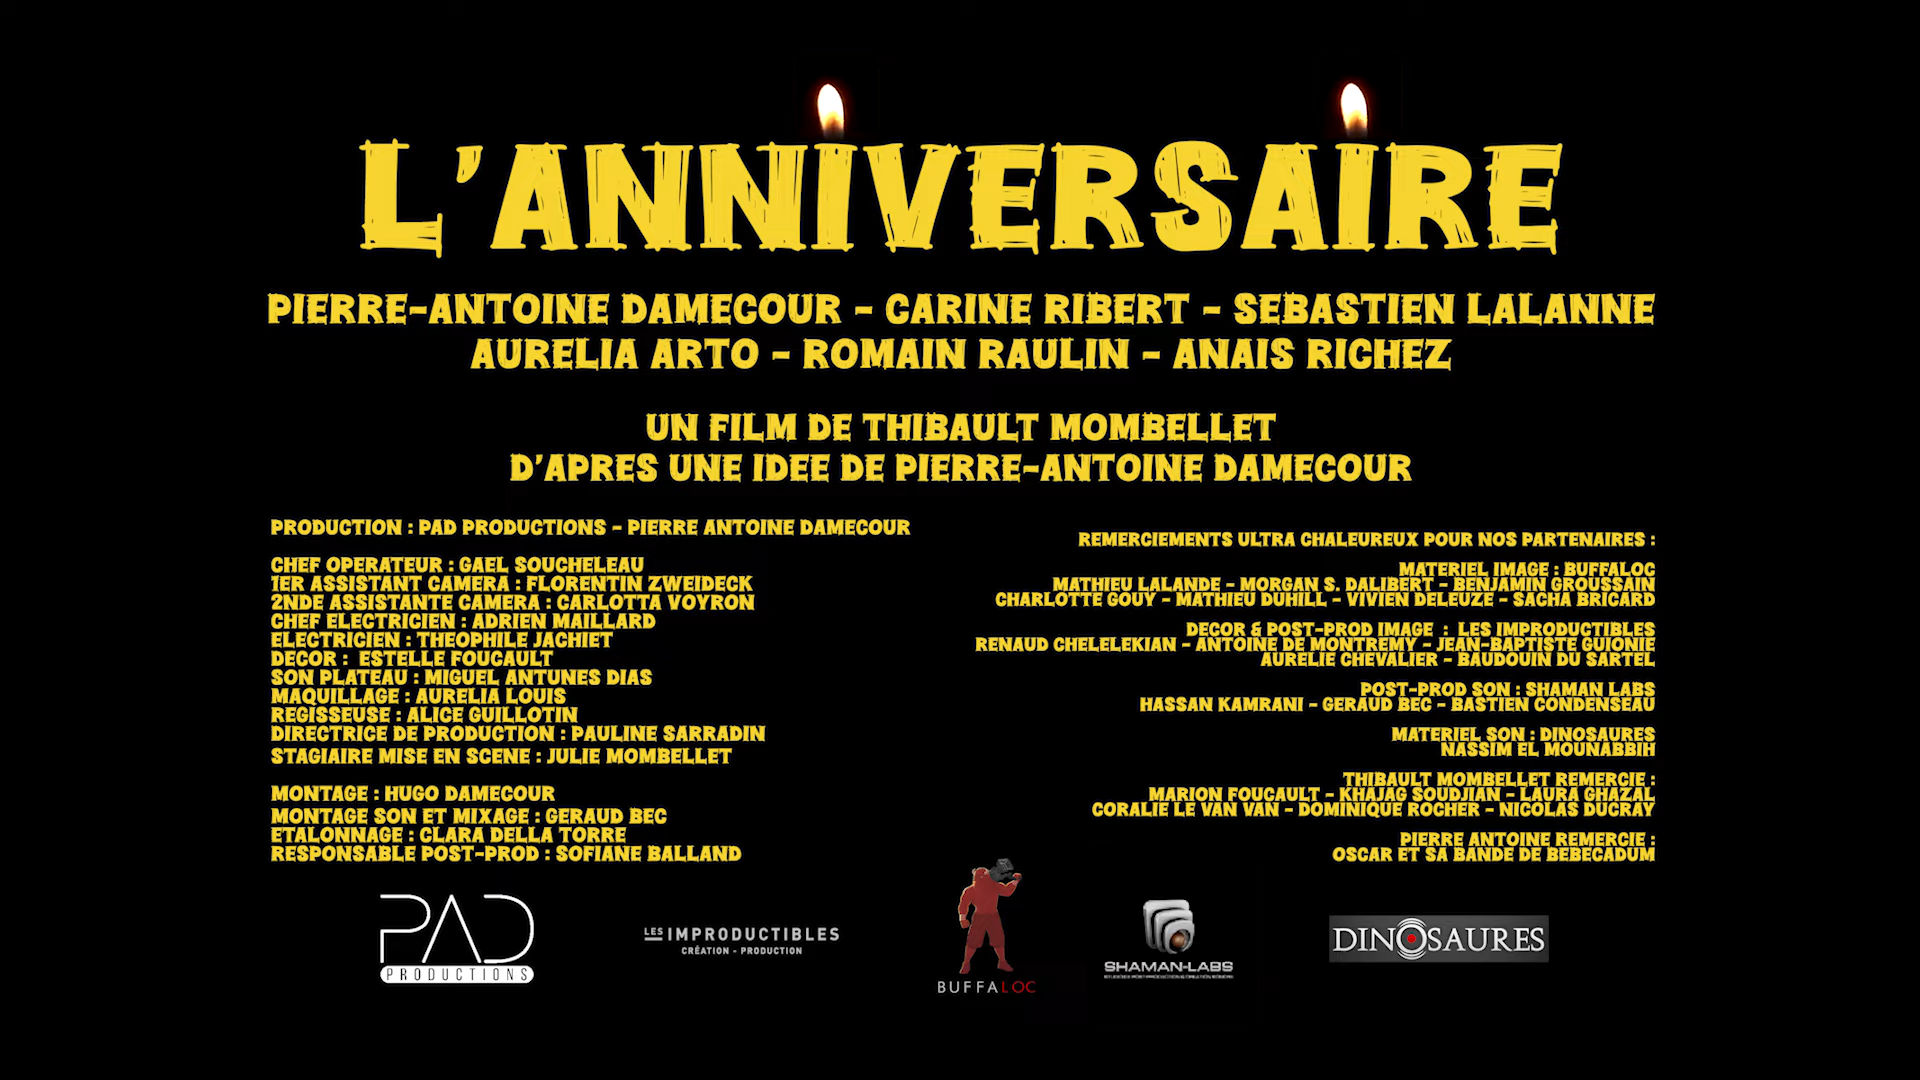 L'ANNIVERSAIRE
PIERRE-ANTOINE DAMECOUR - CARINE RIBERT - SEBASTIEN LALANNE
AURELIA ARTO - ROMAIN RAULIN - ANAIS RICHEZ
UN FILM DE THIBAULT MOMBELLET
D'APRES UNE IDEE DE PIERRE-ANTOINE DAMECOUR
PRODUCTION : PAD PRODUCTIONS - PIERRE ANTOINE DAMECOUR
CHEF OPERATEUR : GAEL SOUCHELEAU
1ER ASSISTANT CAMERA : FLORENTIN ZWEIDECK
2NDE ASSISTANTE CAMERA : CARLOTTA VOYRON
CHEF ELECTRICIEN : ADRIEN MAILLARD
ELECTRICIEN : THEOPHILE JACHIET
DECOR : ESTELLE FOUCAULT
SON PLATEAU : MIGUEL ANTUNES DIAS
MAQUILLAGE : AURELIA LOUIS
REGISSEUSE : ALICE GUILLOTIN
DIRECTRICE DE PRODUCTION : PAULINE SARRADIN
STAGIAIRE MISE EN SCENE : JULIE MOMBELLET
MONTAGE : HUGO DAMECOUR
MONTAGE SON ET MIXAGE : GERAUD BEC
ETALONNAGE : CLARA DELLA TORRE
RESPONSABLE POST-PROD : SOFIANE BALLAND
REMERCIEMENTS ULTRA CHALEUREUX POUR NOS PARTENAIRES :
MATERIEL IMAGE : BUFFALOC
MATHIEU LALANDE - MORGAN S. DALIBERT - BENJAMIN GROUSSAIN
CHARLOTTE GOUY - MATHIEU DUHILL - VIVIEN DELEUZE - SACHA BRICARD
DECOR & POST-PROD IMAGE : LES IMPRODUCTIBLES
RENAUD CHELELEKIAN - ANTOINE DE MONTREMY - JEAN-BAPTISTE GUIONIE
AURELIE CHEVALIER - BAUDOUIN DU SARTEL
POST-PROD SON : SHAMAN LABS
HASSAN KAMRANI - GERAUD BEC - BASTIEN CONDENSEAU
MATERIEL SON : DINOSAURES
NASSIM EL MOUNABBIH
THIBAULT MOMBELLET REMERCIE :
MARION FOUCAULT - KHAJAG SOUDJIAN - LAURA GHAZAL
CORALIE LE VAN VAN - DOMINIQUE ROCHER - NICOLAS DUCRAY
PIERRE ANTOINE REMERCIE :
OSCAR ET SA BANDE DE BEBECADUM
PAD
PRODUCTIONS
LES IMPRODUCTIBLES
CRÉATION - PRODUCTION
BUFFALOC
SHAMAN-LABS
DINOSAURES